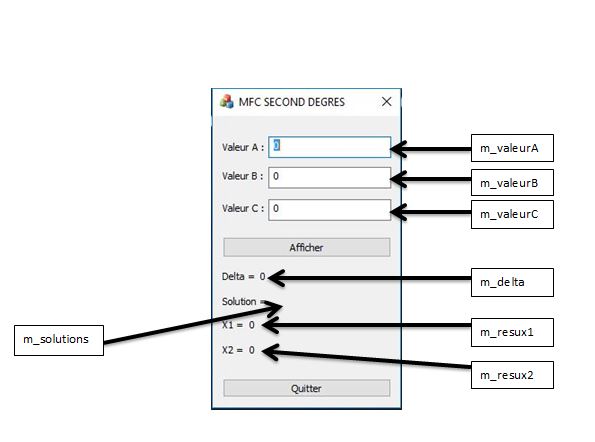 MFC SECOND DEGRES
Valeur A : 0
m_valeurA
Valeur B : 0
m_valeurB
Valeur C : 0
m_valeurC
Afficher
Delta = 0
m_delta
Solution =
m_solutions
X1 = 0
m_resux1
X2 = 0
m_resux2
Quitter